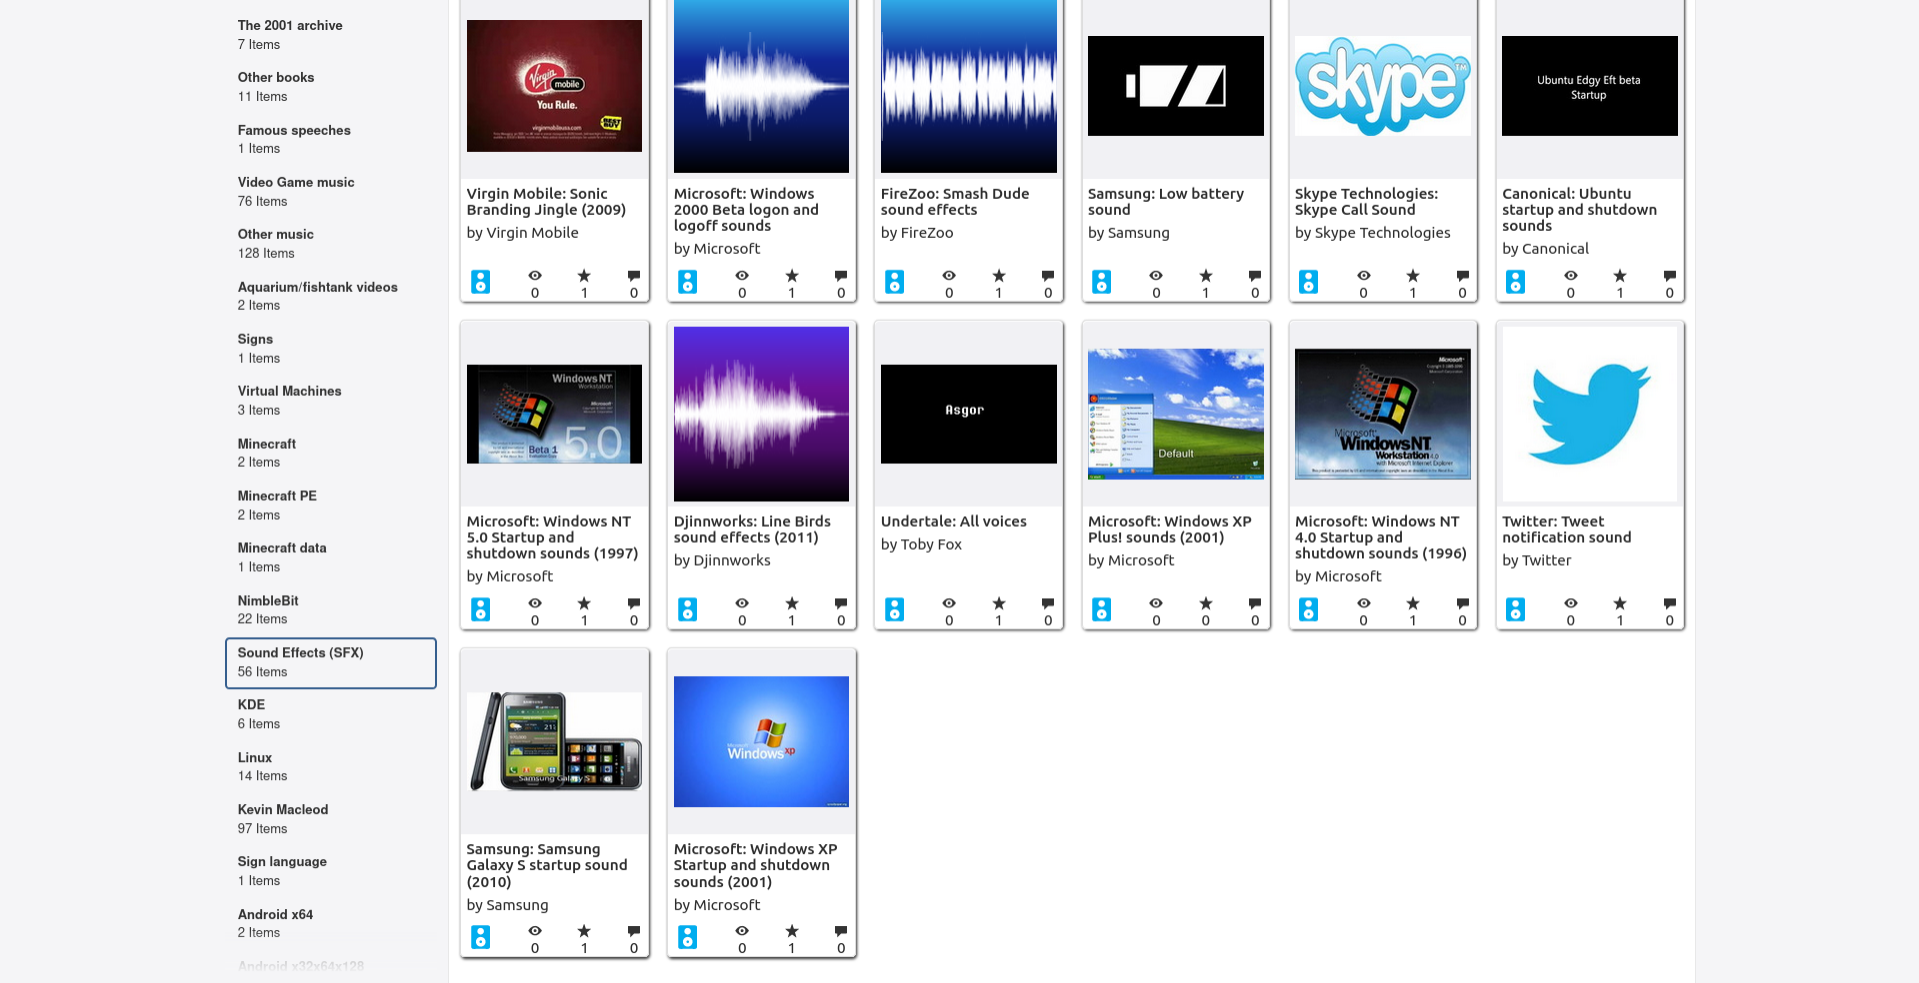 The 2001 archive
7 Items
Other books
11 Items
Famous speeches
1 Items
Video Game music
76 Items
Other music
128 Items
Aquarium/fishtank videos
2 Items
Signs
1 Items
Virtual Machines
3 Items
Minecraft
2 Items
Minecraft PE
2 Items
Minecraft data
1 Items
NimbleBit
22 Items
Sound Effects (SFX)
56 Items
KDE
6 Items
Linux
14 Items
Kevin Macleod
97 Items
Sign language
1 Items
Android x64
2 Items
Android x32x64x128
Virgin
mobile
You Rule.
virginmobileusa.com
BEST BUY
Virgin Mobile: Sonic
Branding Jingle (2009)
by Virgin Mobile
0 1 0
Microsoft: Windows
2000 Beta logon and
logoff sounds
by Microsoft
0 1 0
FireZoo: Smash Dude
sound effects
by FireZoo
0 1 0
Samsung: Low battery
sound
by Samsung
0 1 0
skype TM
Skype Technologies:
Skype Call Sound
by Skype Technologies
0 1 0
Ubuntu Edgy Eft beta
Startup
Canonical: Ubuntu
startup and shutdown
sounds
by Canonical
0 1 0
Windows NT
Workstation
Microsoft
Beta 1
5.0
Microsoft: Windows NT
5.0 Startup and
shutdown sounds (1997)
by Microsoft
0 1 0
Djinnworks: Line Birds
sound effects (2011)
by Djinnworks
0 1 0
Asgor
Undertale: All voices
by Toby Fox
0 1 0
Default
Microsoft: Windows XP
Plus! sounds (2001)
by Microsoft
0 0 0
Microsoft
Microsoft
Windows NT
Workstation 4.0
with Microsoft Internet Explorer
Microsoft: Windows NT
4.0 Startup and
shutdown sounds (1996)
by Microsoft
0 1 0
Twitter: Tweet
notification sound
by Twitter
0 1 0
Samsung Galaxy S
Samsung: Samsung
Galaxy S startup sound
(2010)
by Samsung
0 1 0
Microsoft
Windows xp
Microsoft: Windows XP
Startup and shutdown
sounds (2001)
by Microsoft
0 1 0